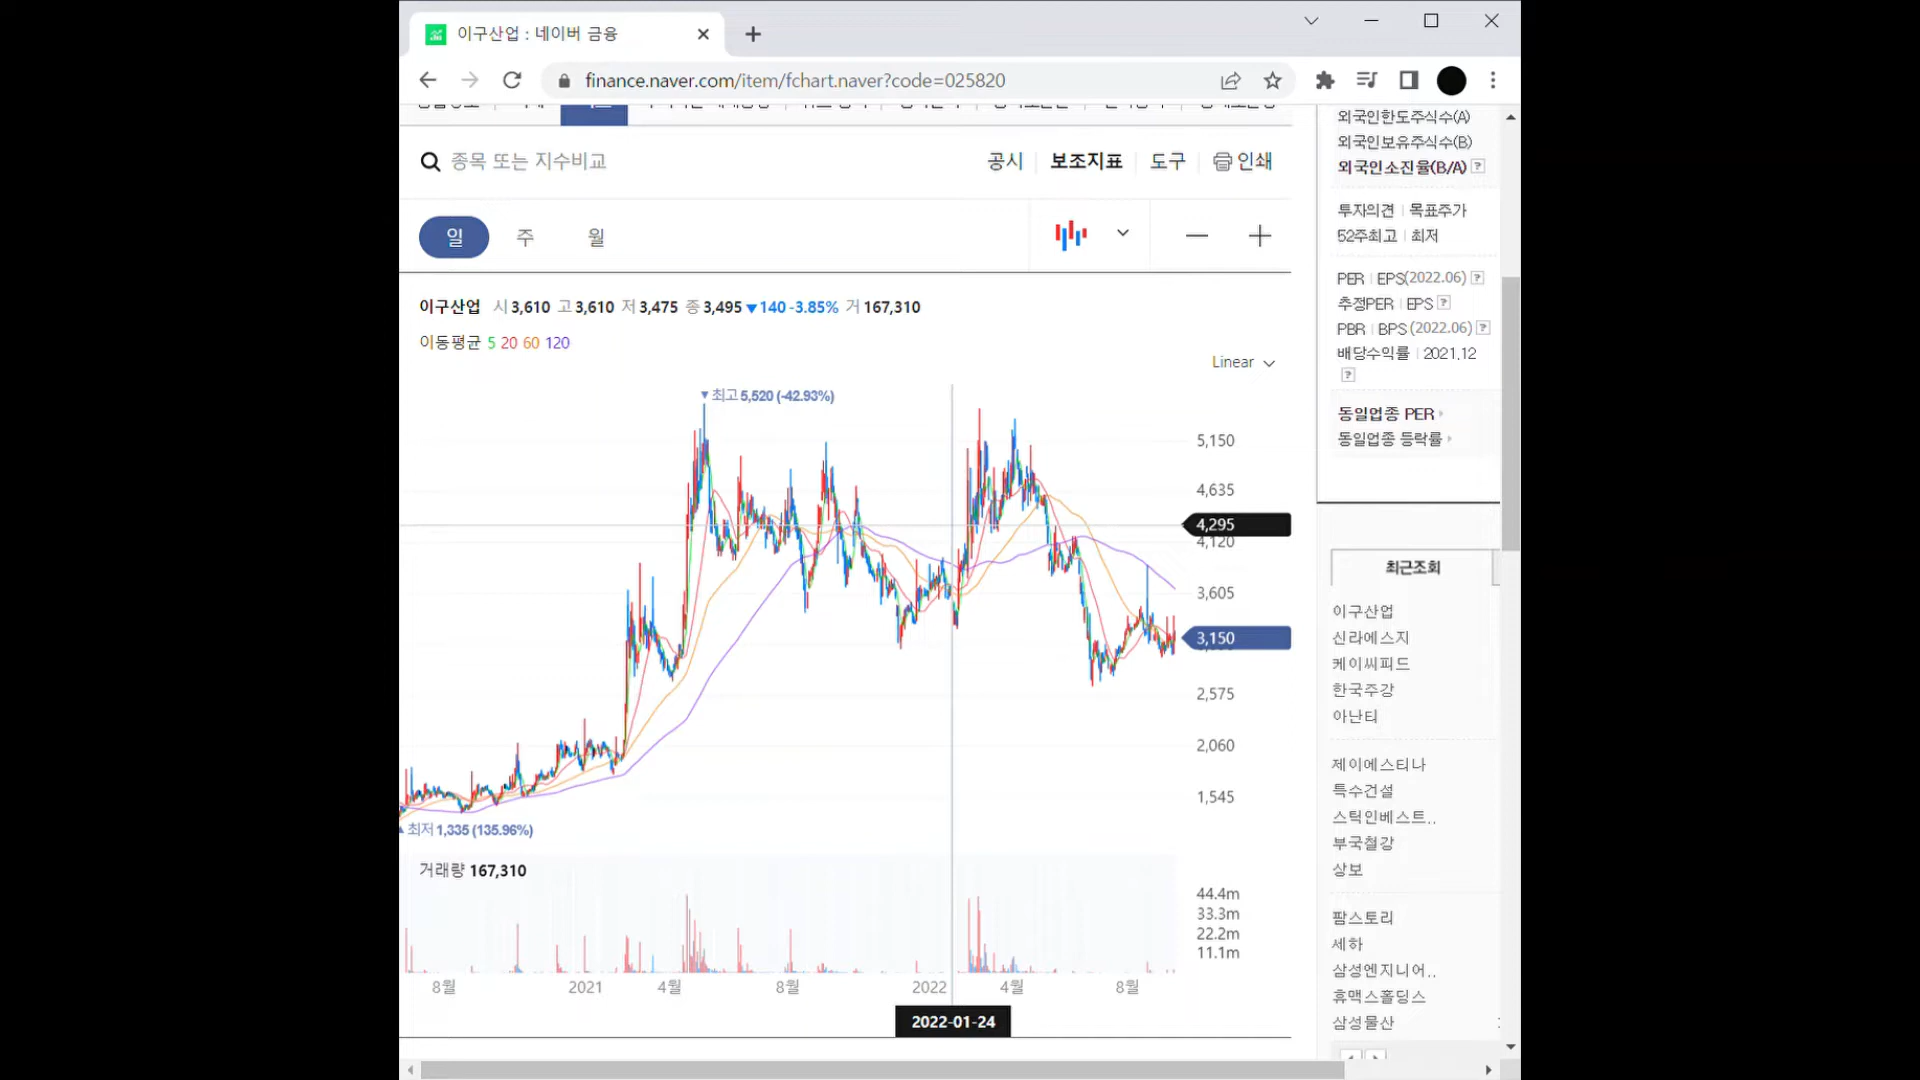 이구산업 : 네이버 금융
finance.naver.com/item/fchart.naver?code=025820
종목 또는 지수비교
공시 보조지표 도구 인쇄
일 주 월
이구산업 시 3,610 고 3,610 저 3,475 종 3,495 ▼140 -3.85% 거 167,310
이동평균 5 20 60 120
Linear
▼최고 5,520 (-42.93%)
5,150
4,635
4,295
4,120
3,605
3,150
2,575
2,060
1,545
▲최저 1,335 (135.96%)
거래량 167,310
44.4m
33.3m
22.2m
11.1m
8월 2021 4월 8월 2022 4월 8월
2022-01-24
외국인한도주식수(A)
외국인보유주식수(B)
외국인소진율(B/A) ?
투자의견 | 목표주가
52주최고 | 최저
PER | EPS(2022.06) ?
추정PER | EPS ?
PBR | BPS (2022.06) ?
배당수익률 | 2021.12
?
동일업종 PER
동일업종 등락률
최근조회
이구산업
신라에스지
케이씨피드
한국주강
아난티
제이에스티나
특수건설
스틱인베스트..
부국철강
상보
팜스토리
세하
삼성엔지니어..
휴맥스홀딩스
삼성물산